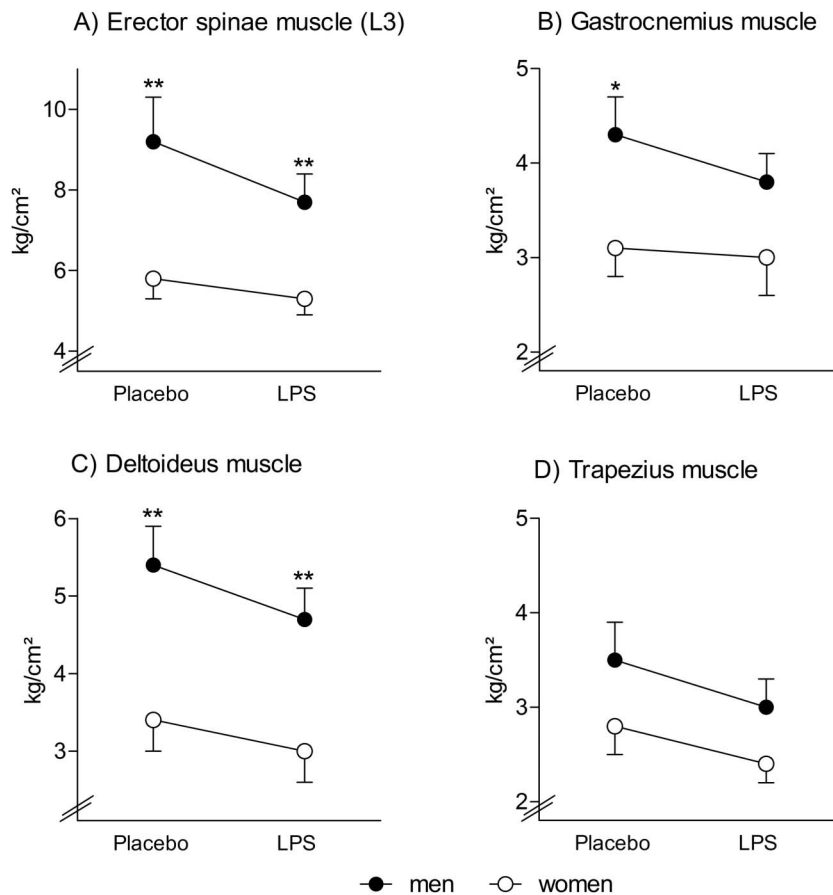 A) Erector spinae muscle (L3)
**
**
10
8
6
4
kg/cm²
Placebo
LPS
B) Gastrocnemius muscle
*
5
4
3
2
kg/cm²
Placebo
LPS
C) Deltoideus muscle
**
**
6
5
4
3
kg/cm²
Placebo
LPS
D) Trapezius muscle
5
4
3
2
kg/cm²
Placebo
LPS
men
women